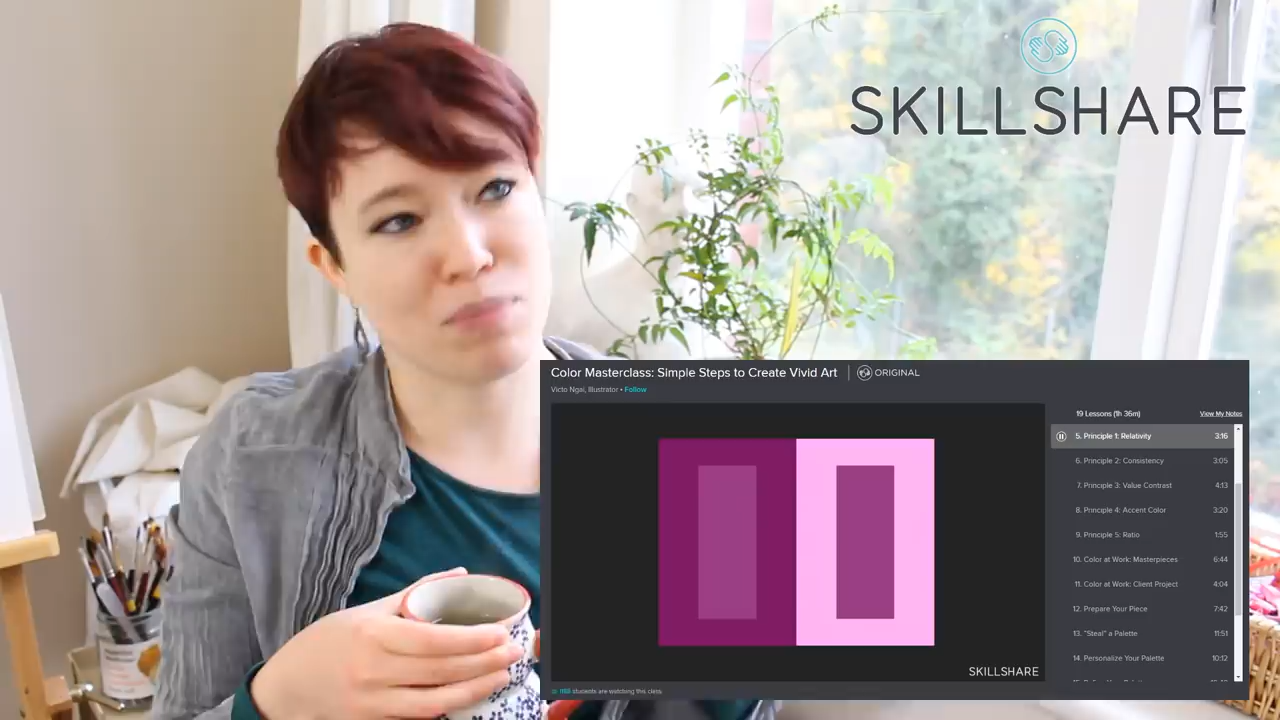 SKILLSHARE
Color Masterclass: Simple Steps to Create Vivid Art | ORIGINAL
Victo Ngai, Illustrator • Follow
19 Lessons (1h 36m) View My Notes
5. Principle 1: Relativity 3:16
6. Principle 2: Consistency 3:05
7. Principle 3: Value Contrast 4:13
8. Principle 4: Accent Color 3:20
9. Principle 5: Ratio 1:55
10. Color at Work: Masterpieces 6:44
11. Color at Work: Client Project 4:04
12. Prepare Your Piece 7:42
13. "Steal" a Palette 11:51
14. Personalize Your Palette 10:12
SKILLSHARE
students are watching this class